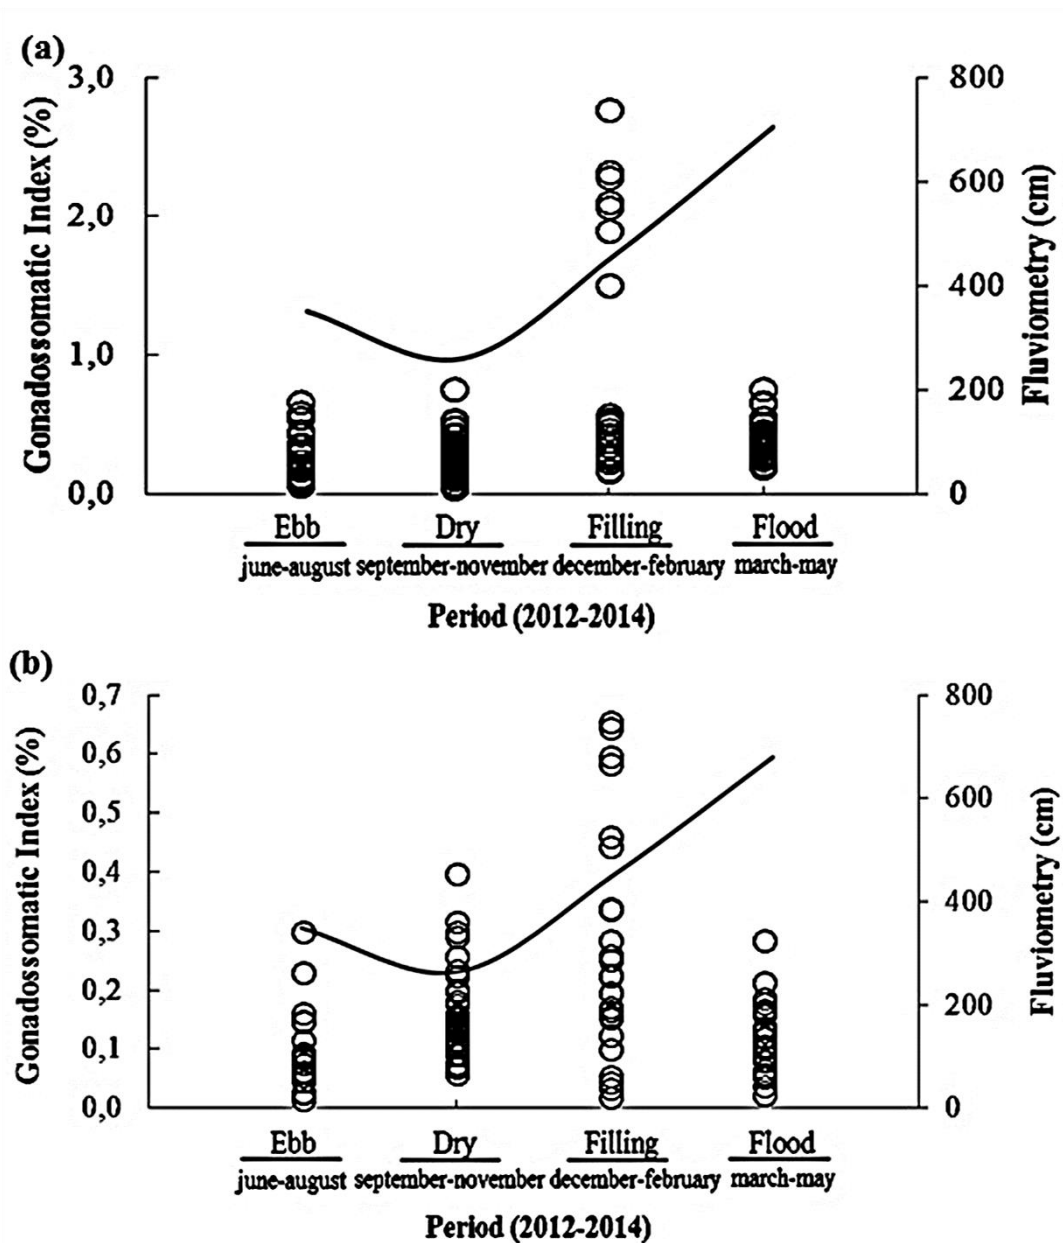 (a)
3,0
2,0
1,0
0,0
Gonadossomatic Index (%)
800
600
400
200
0
Fluviometry (cm)
Ebb Dry Filling Flood
june-august september-november december-february march-may
Period (2012-2014)
(b)
0,7
0,6
0,5
0,4
0,3
0,2
0,1
0,0
Gonadossomatic Index (%)
800
600
400
200
0
Fluviometry (cm)
Ebb Dry Filling Flood
june-august september-november december-february march-may
Period (2012-2014)